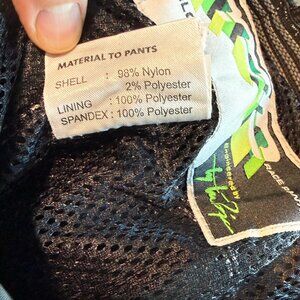 MATERIAL TO PANTS
SHELL : 98% Nylon
2% Polyester
LINING : 100% Polyester
SPANDEX : 100% Polyester